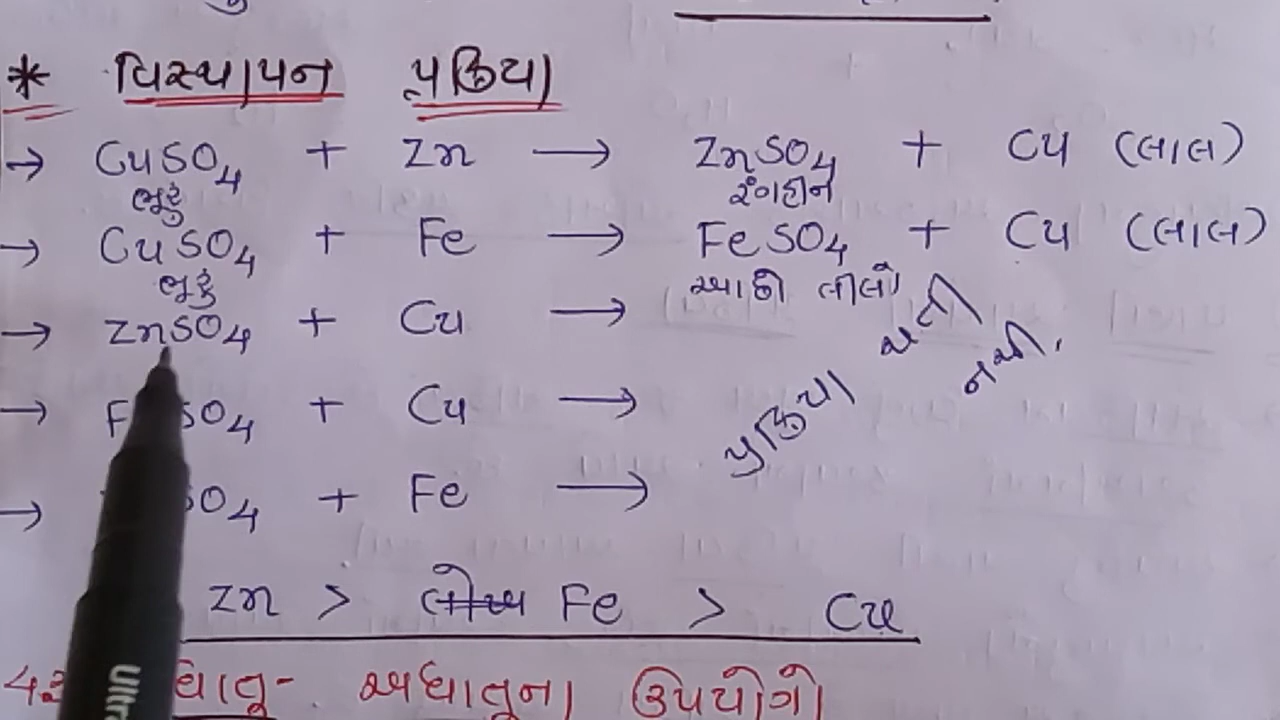 * વિસ્થાપન પ્રક્રિયા
→ CuSO4 + Zn → ZnSO4 + Cu (લાલ)
ભૂરું રંગહીન
→ CuSO4 + Fe → FeSO4 + Cu (લાલ)
ભૂરું આછો લીલો
→ ZnSO4 + Cu →
→ F SO4 + Cu →
→ SO4 + Fe →
પ્રક્રિયા થતી નથી.
Zn > Fe > Cu
ધાતુ- અધાતુના ઉપયોગો